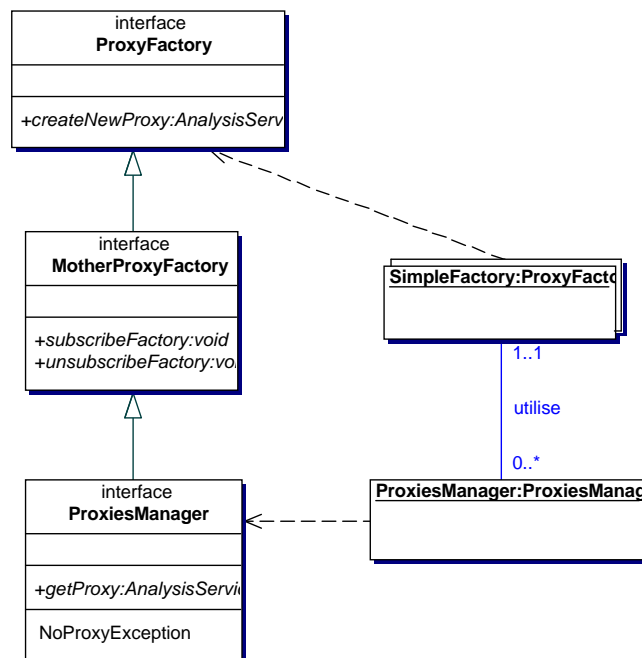 interface
ProxyFactory
+createNewProxy:AnalysisServ
interface
MotherProxyFactory
+subscribeFactory:void
+unsubscribeFactory:voi
SimpleFactory:ProxyFacto
1..1
utilise
0..*
interface
ProxiesManager
+getProxy:AnalysisServic
NoProxyException
ProxiesManager:ProxiesManag